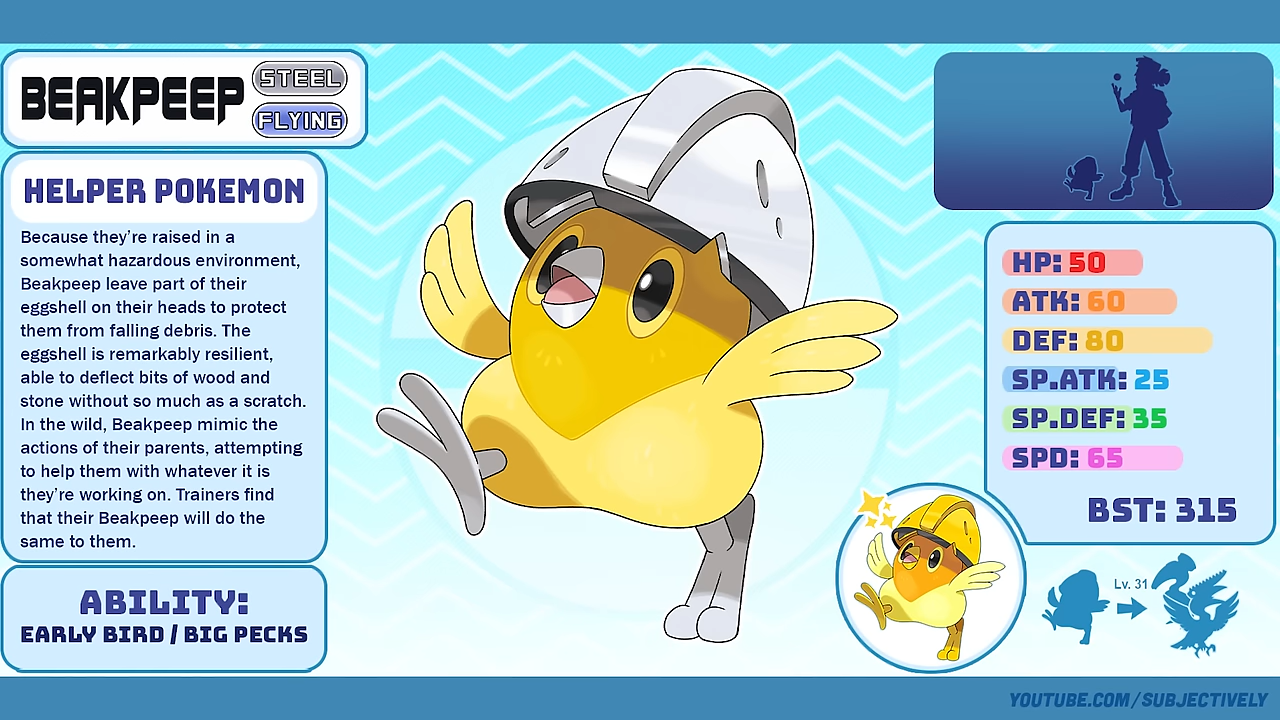 BEAKPEEP
STEEL
FLYING
HELPER POKEMON
Because they're raised in a
somewhat hazardous environment,
Beakpeep leave part of their
eggshell on their heads to protect
them from falling debris. The
eggshell is remarkably resilient,
able to deflect bits of wood and
stone without so much as a scratch.
In the wild, Beakpeep mimic the
actions of their parents, attempting
to help them with whatever it is
they're working on. Trainers find
that their Beakpeep will do the
same to them.
ABILITY:
EARLY BIRD / BIG PECKS
HP: 50
ATK: 60
DEF: 80
SP.ATK: 25
SP.DEF: 35
SPD: 65
BST: 315
Lv. 31
YOUTUBE.COM/SUBJECTIVELY